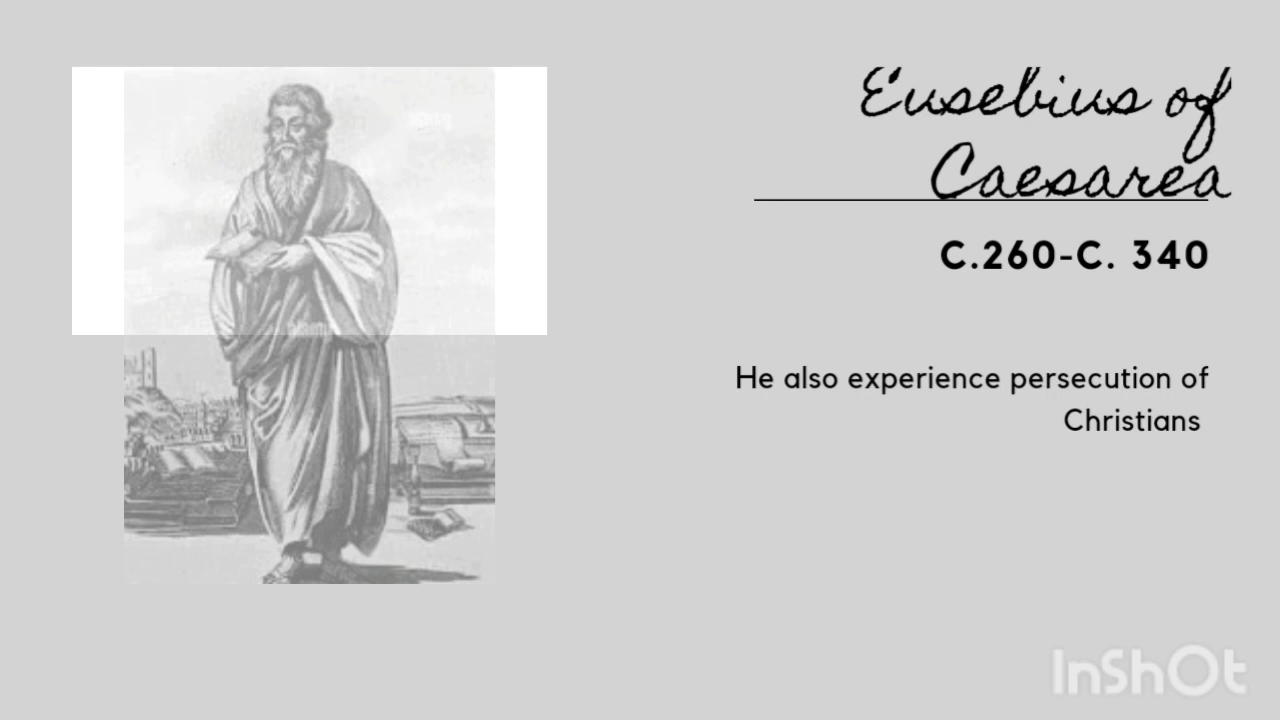 Eusebius of
Caesarea
C.260-C. 340
He also experience persecution of
Christians
InShOt